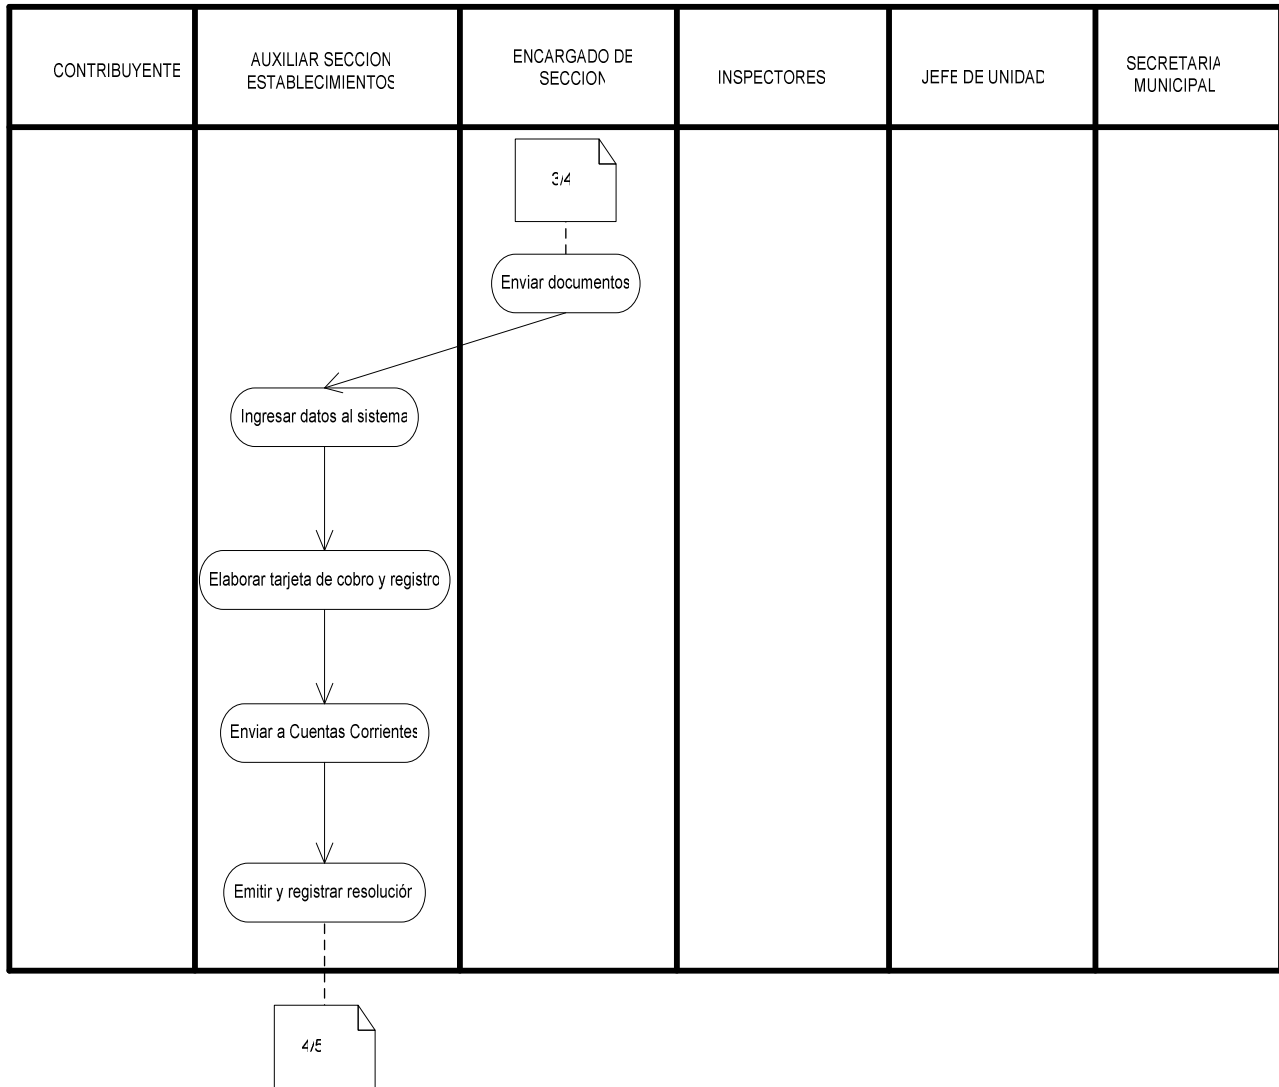 CONTRIBUYENTE
AUXILIAR SECCION
ESTABLECIMIENTOS
ENCARGADO DE
SECCION
INSPECTORES
JEFE DE UNIDAD
SECRETARIA
MUNICIPAL
3/4
Enviar documentos
Ingresar datos al sistema
Elaborar tarjeta de cobro y registro
Enviar a Cuentas Corrientes
Emitir y registrar resolución
4/5